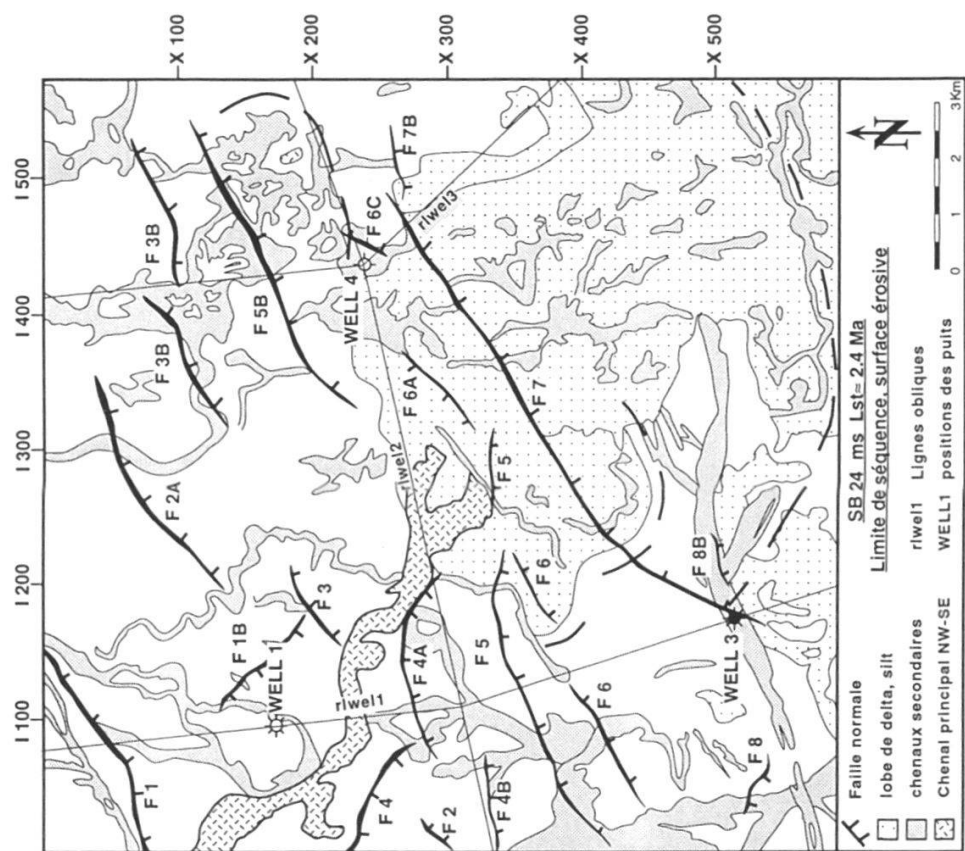 X 100
X 200
X 300
X 400
X 500
I 500
I 400
I 300
I 200
I 100
F 3B
F 3B
F 5B
F 2A
F 1B
F 3
F 1
WELL 1
WELL 4
F 6C
F 7B
rlwel3
F 6A
rlwel2
F 7
F 5
F 6
F 4A
F 5
rlwel1
F 4
F 2
F 4B
F 6
F 8B
WELL 3
F 8
SB 24 ms Lst= 2.4 Ma
Limite de séquence, surface érosive
Faille normale
lobe de delta, silt
chenaux secondaires
Chenal principal NW-SE
rlwel1 Lignes obliques
WELL1 positions des puits
N
0 1 2 3 Km